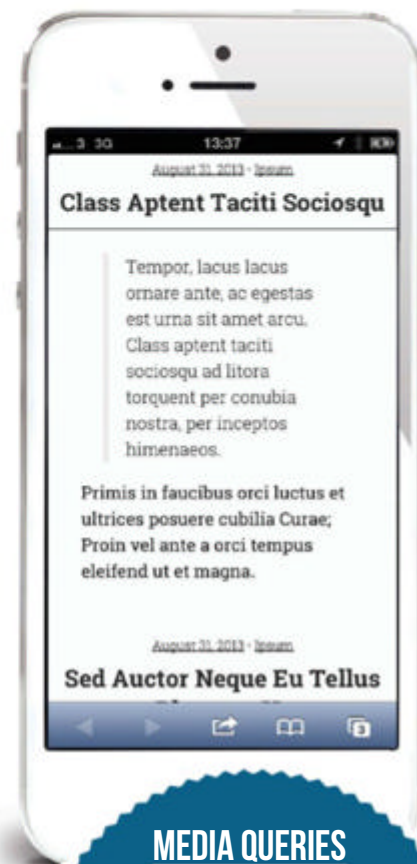 3 3G 13:37
August 31, 2013 · Ipsum
Class Aptent Taciti Sociosqu
Tempor, lacus lacus
ornare ante, ac egestas
est urna sit amet arcu.
Class aptent taciti
sociosqu ad litora
torquent per conubia
nostra, per inceptos
himenaeos.
Primis in faucibus orci luctus et
ultrices posuere cubilia Curae;
Proin vel ante a orci tempus
eleifend ut et magna.
August 31, 2013 · Ipsum
Sed Auctor Neque Eu Tellus
3
MEDIA QUERIES